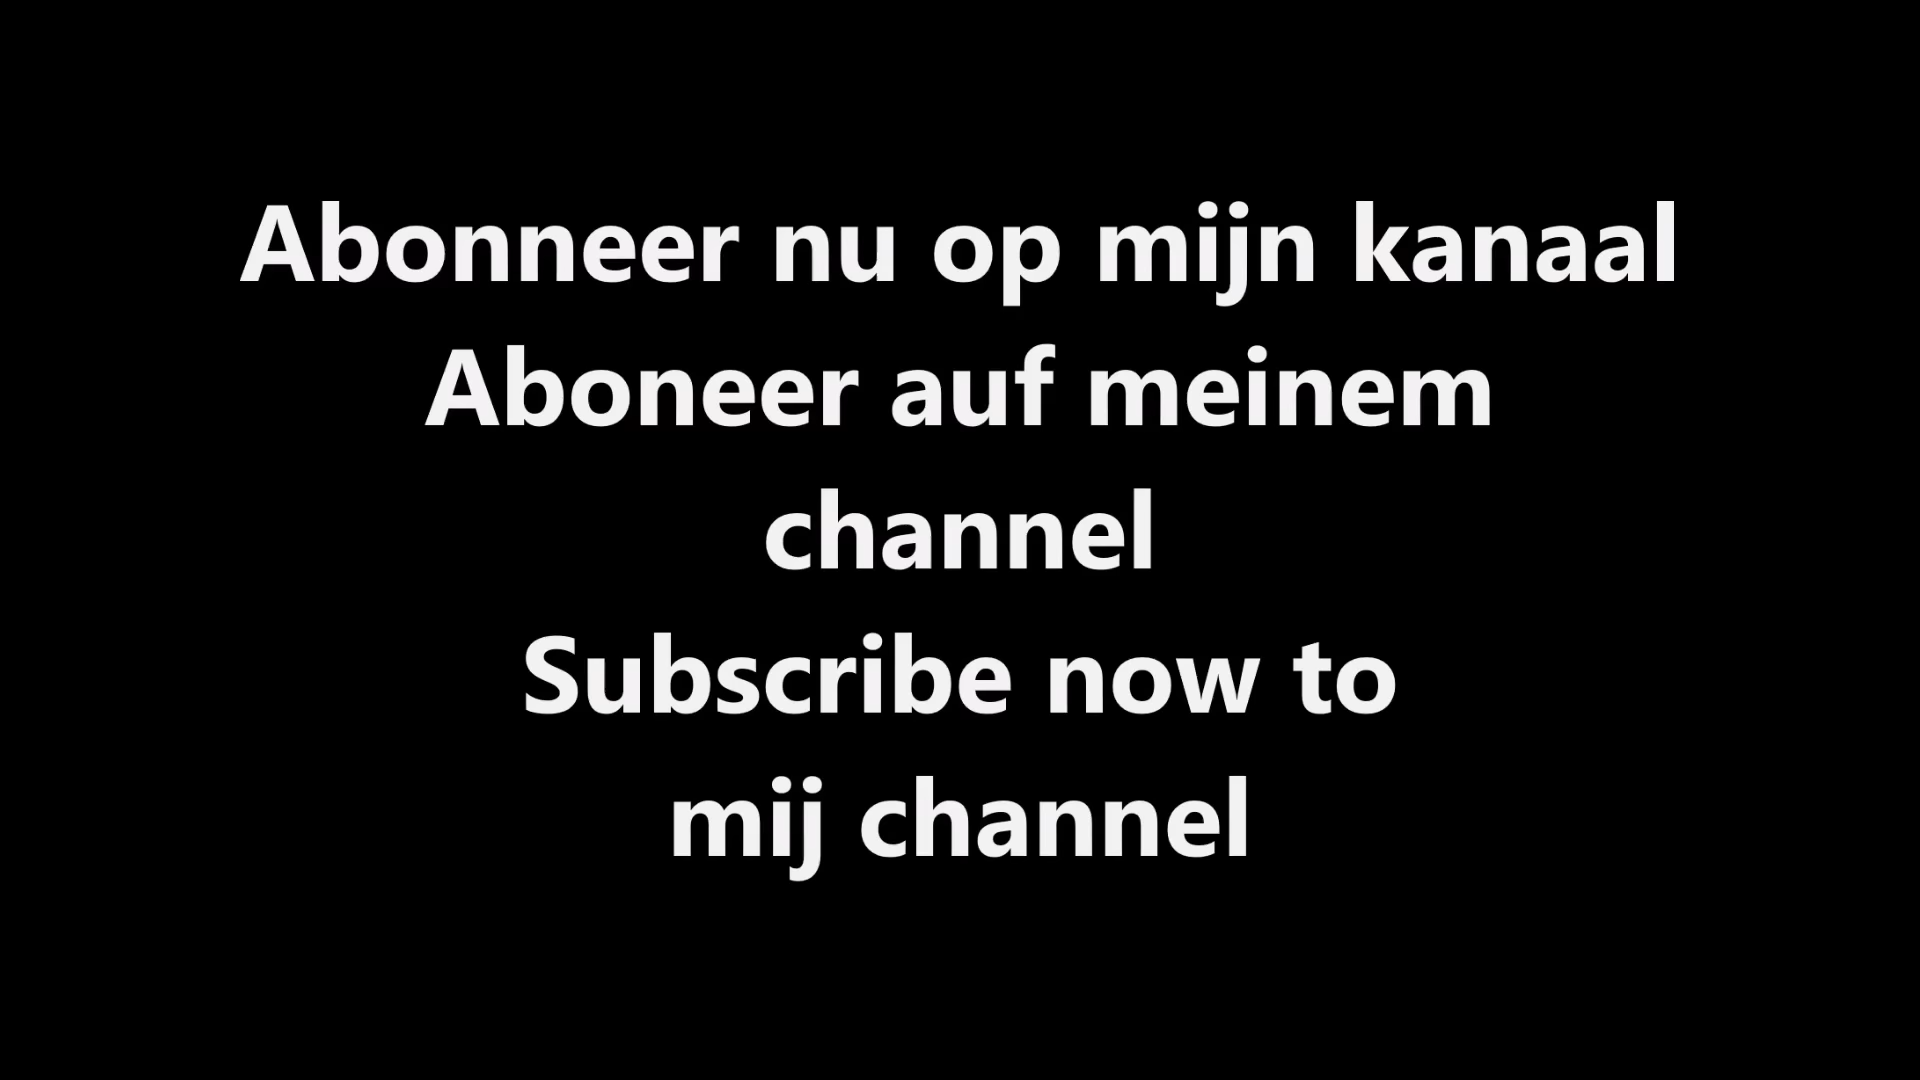 Abonneer nu op mijn kanaal
Aboneer auf meinem
channel
Subscribe now to
mij channel